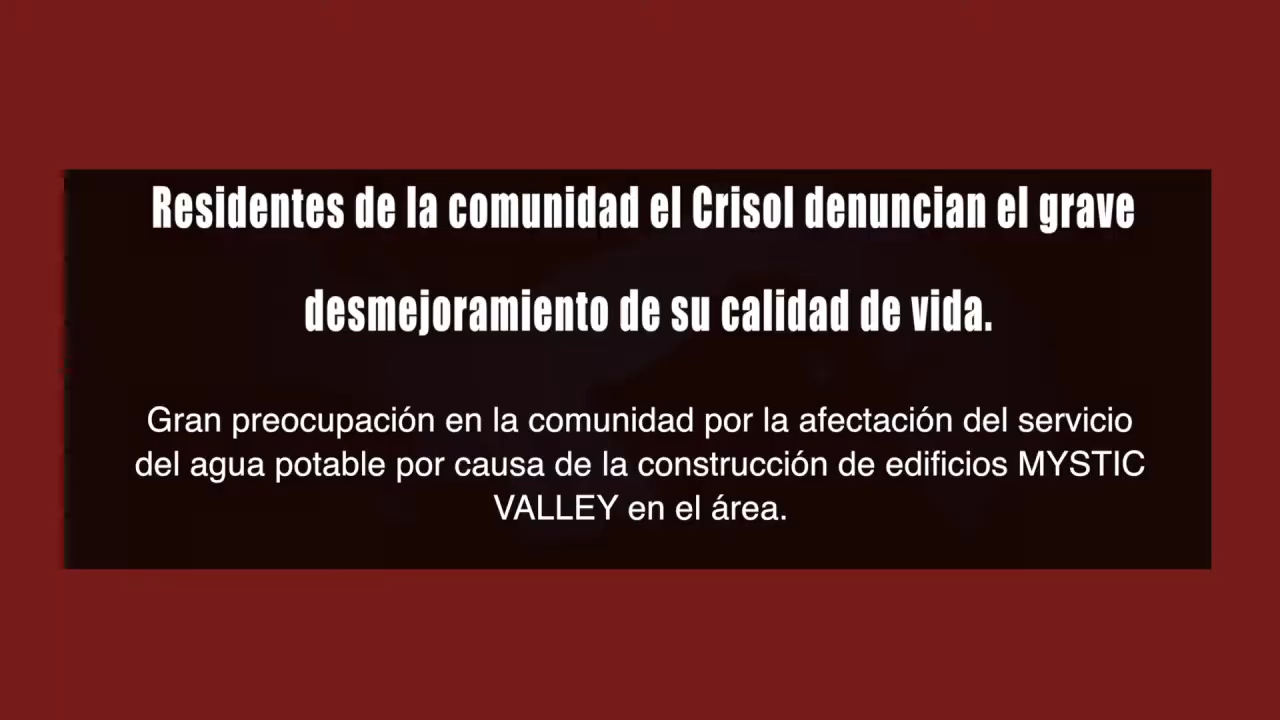 Residentes de la comunidad el Crisol denuncian el grave
desmejoramiento de su calidad de vida.
Gran preocupación en la comunidad por la afectación del servicio
del agua potable por causa de la construcción de edificios MYSTIC
VALLEY en el área.